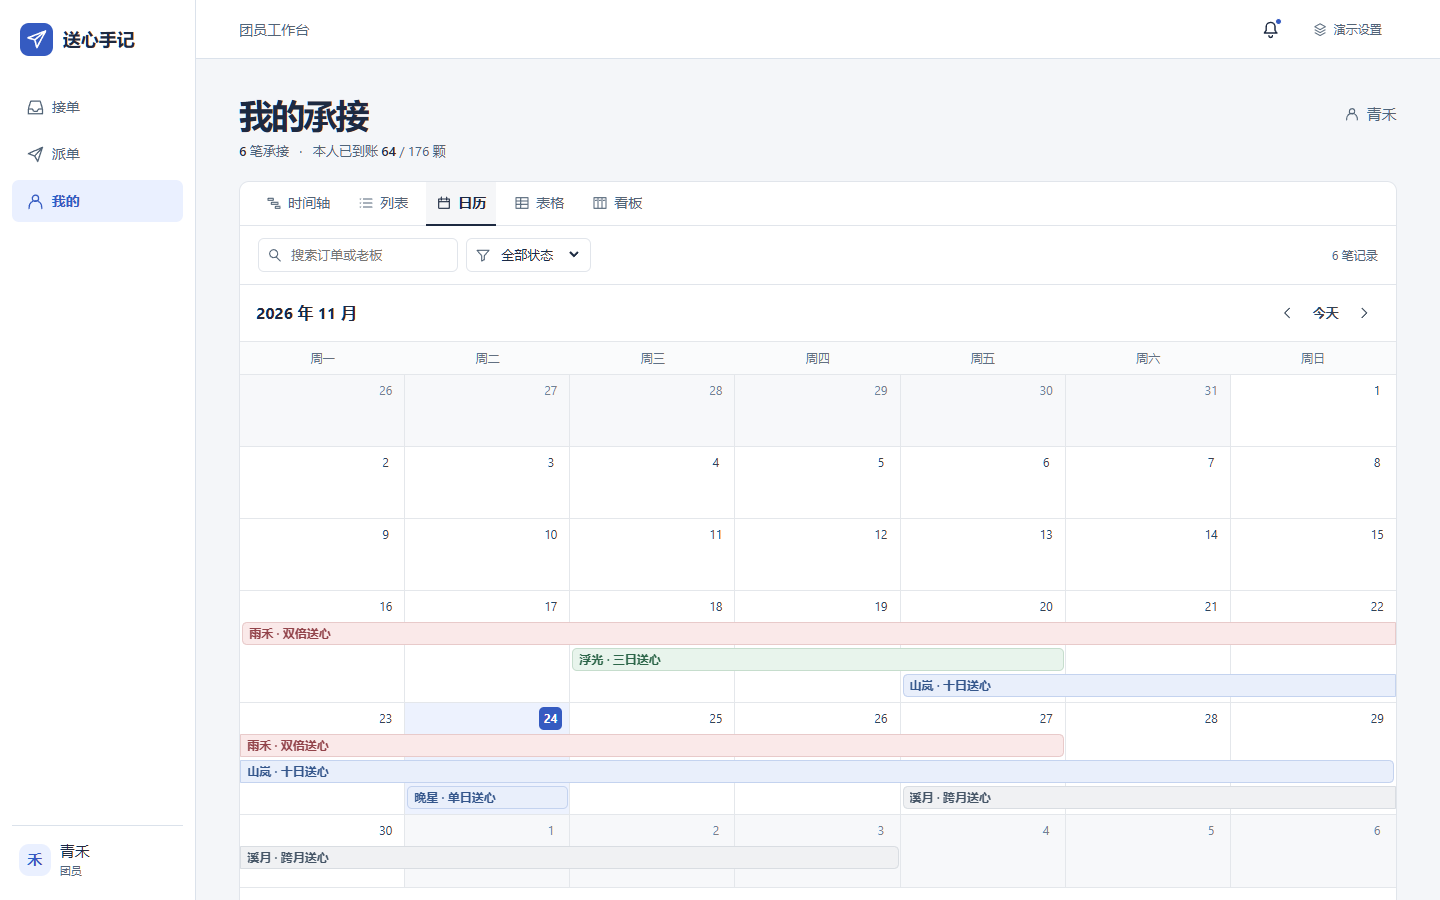 送心手记
团员工作台
演示设置
接单
派单
我的
我的承接
青禾
6 笔承接 · 本人已到账 64 / 176 颗
时间轴 列表 日历 表格 看板
搜索订单或老板 全部状态 6 笔记录
2026 年 11 月 今天
周一 周二 周三 周四 周五 周六 周日
26 27 28 29 30 31 1
2 3 4 5 6 7 8
9 10 11 12 13 14 15
16 17 18 19 20 21 22
雨禾 · 双倍送心
浮光 · 三日送心
山岚 · 十日送心
23 24 25 26 27 28 29
雨禾 · 双倍送心
山岚 · 十日送心
晚星 · 单日送心 溪月 · 跨月送心
30 1 2 3 4 5 6
溪月 · 跨月送心
禾
青禾
团员